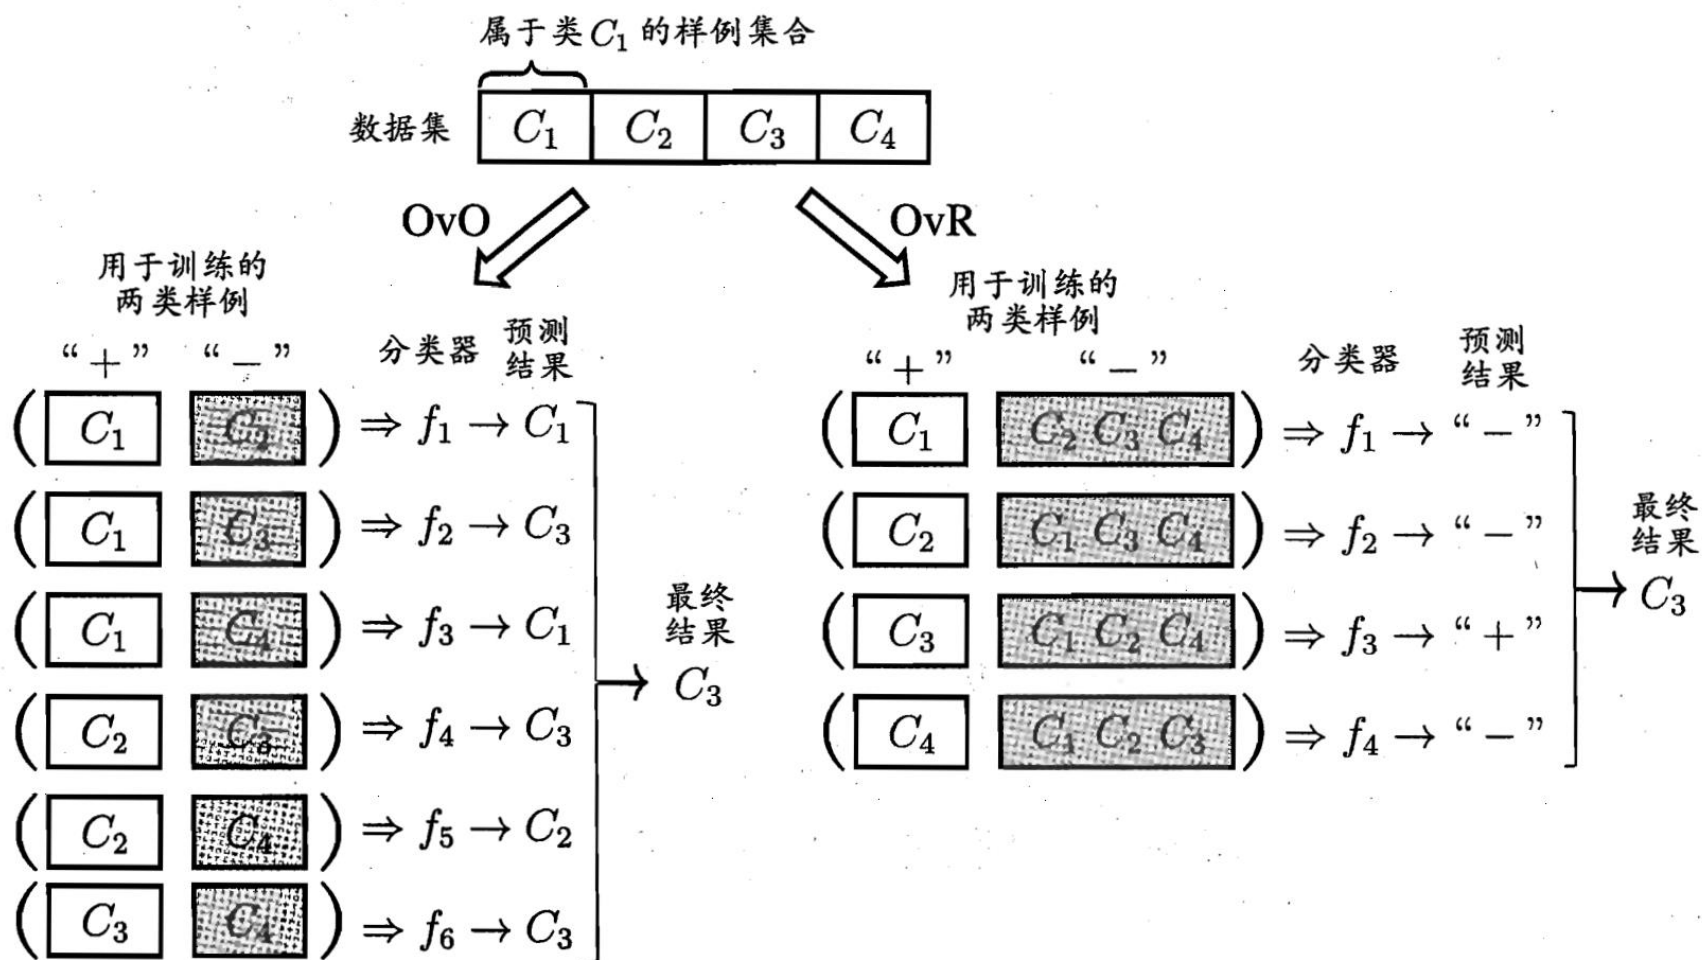 属于类C₁的样例集合
数据集 C₁ C₂ C₃ C₄
OvO
用于训练的
两类样例
“+” “−” 分类器 预测
结果
( C₁ C₂ ) ⇒ f₁ → C₁
( C₁ C₃ ) ⇒ f₂ → C₃
( C₁ C₄ ) ⇒ f₃ → C₁
( C₂ C₃ ) ⇒ f₄ → C₃
( C₂ C₄ ) ⇒ f₅ → C₂
( C₃ C₄ ) ⇒ f₆ → C₃
最终
结果
C₃
OvR
用于训练的
两类样例
“+” “−” 分类器 预测
结果
( C₁ C₂ C₃ C₄ ) ⇒ f₁ → “−”
( C₂ C₁ C₃ C₄ ) ⇒ f₂ → “−”
( C₃ C₁ C₂ C₄ ) ⇒ f₃ → “+”
( C₄ C₁ C₂ C₃ ) ⇒ f₄ → “−”
最终
结果
C₃